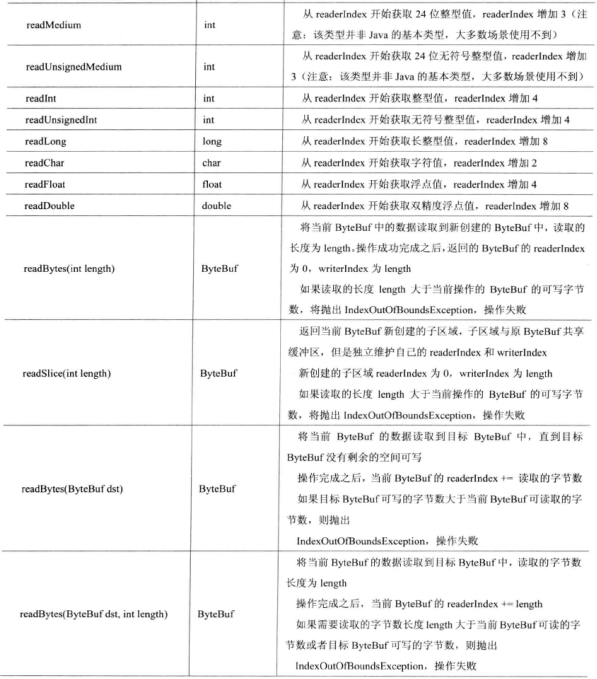 readMedium int 从 readerIndex 开始获取 24 位整型值，readerIndex 增加 3（注
意：该类型并非 Java 的基本类型，大多数场景使用不到）
readUnsignedMedium int 从 readerIndex 开始获取 24 位无符号整型值，readerIndex 增加
3（注意：该类型并非 Java 的基本类型，大多数场景使用不到）
readInt int 从 readerIndex 开始获取整型值，readerIndex 增加 4
readUnsignedInt int 从 readerIndex 开始获取无符号整型值，readerIndex 增加 4
readLong long 从 readerIndex 开始获取长整型值，readerIndex 增加 8
readChar char 从 readerIndex 开始获取字符值，readerIndex 增加 2
readFloat float 从 readerIndex 开始获取浮点值，readerIndex 增加 4
readDouble double 从 readerIndex 开始获取双精度浮点值，readerIndex 增加 8
将当前 ByteBuf 中的数据读取到新创建的 ByteBuf 中，读取的
长度为 length。操作成功完成之后，返回的 ByteBuf 的 readerIndex
readBytes(int length) ByteBuf 为 0，writerIndex 为 length
如果读取的长度 length 大于当前操作的 ByteBuf 的可写字节
数，将抛出 IndexOutOfBoundsException，操作失败
返回当前 ByteBuf 新创建的子区域，子区域与原 ByteBuf 共享
缓冲区，但是独立维护自己的 readerIndex 和 writerIndex
readSlice(int length) ByteBuf 新创建的子区域 readerIndex 为 0，writerIndex 为 length
如果读取的长度 length 大于当前操作的 ByteBuf 的可写字节
数，将抛出 IndexOutOfBoundsException，操作失败
将当前 ByteBuf 的数据读取到目标 ByteBuf 中，直到目标
ByteBuf 没有剩余的空间可写
操作完成之后，当前 ByteBuf 的 readerIndex += 读取的字节数
readBytes(ByteBuf dst) ByteBuf 如果目标 ByteBuf 可写的字节数大于当前 ByteBuf 可读取的字
节数，则抛出
IndexOutOfBoundsException，操作失败
将当前 ByteBuf 的数据读取到目标 ByteBuf 中，读取的字节数
长度为 length
操作完成之后，当前 ByteBuf 的 readerIndex += length
readBytes(ByteBuf dst, int length) ByteBuf 如果需要读取的字节数长度 length 大于当前 ByteBuf 可读的字
节数或者目标 ByteBuf 可写的字节数，则抛出
IndexOutOfBoundsException，操作失败